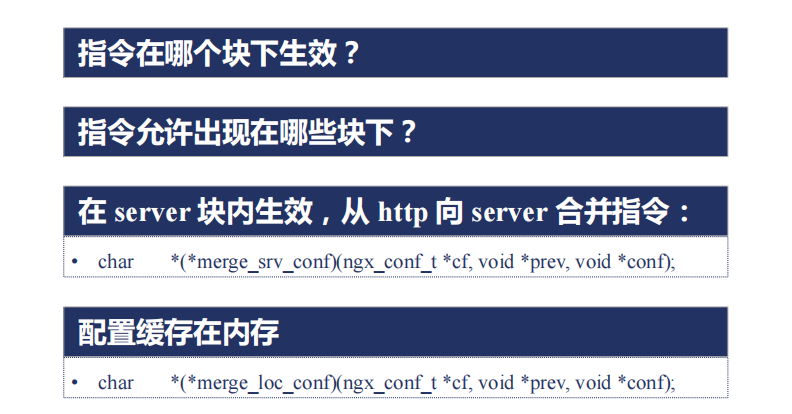 指令在哪个块下生效？
指令允许出现在哪些块下？
在 server 块内生效，从 http 向 server 合并指令：
• char *(*merge_srv_conf)(ngx_conf_t *cf, void *prev, void *conf);
配置缓存在内存
• char *(*merge_loc_conf)(ngx_conf_t *cf, void *prev, void *conf);